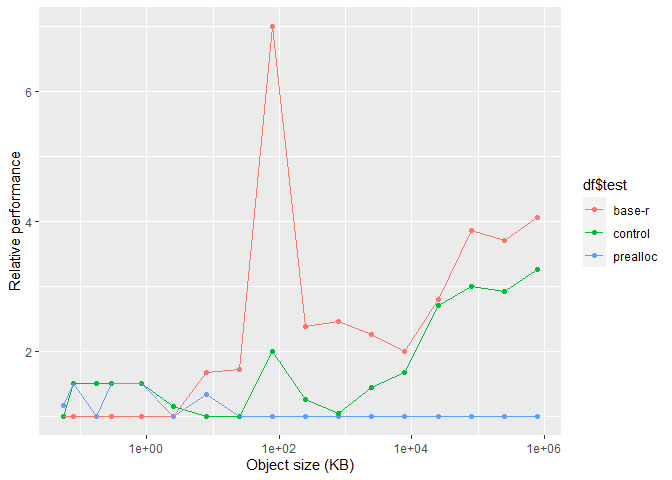 Relative performance
6
4
2
1e+00
1e+02
1e+04
1e+06
Object size (KB)
df$test
base-r
control
prealloc